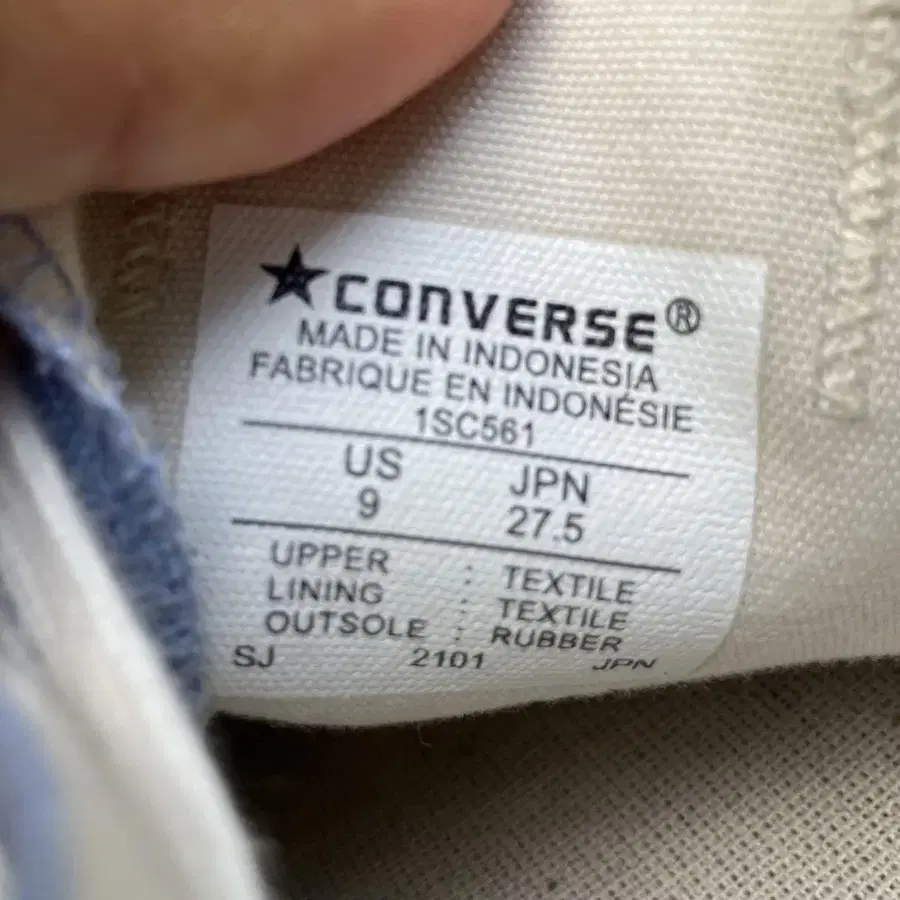 ★CONVERSE®
MADE IN INDONESIA
FABRIQUE EN INDONÉSIE
1SC561
US JPN
9 27.5
UPPER : TEXTILE
LINING : TEXTILE
OUTSOLE : RUBBER
SJ 2101 JPN